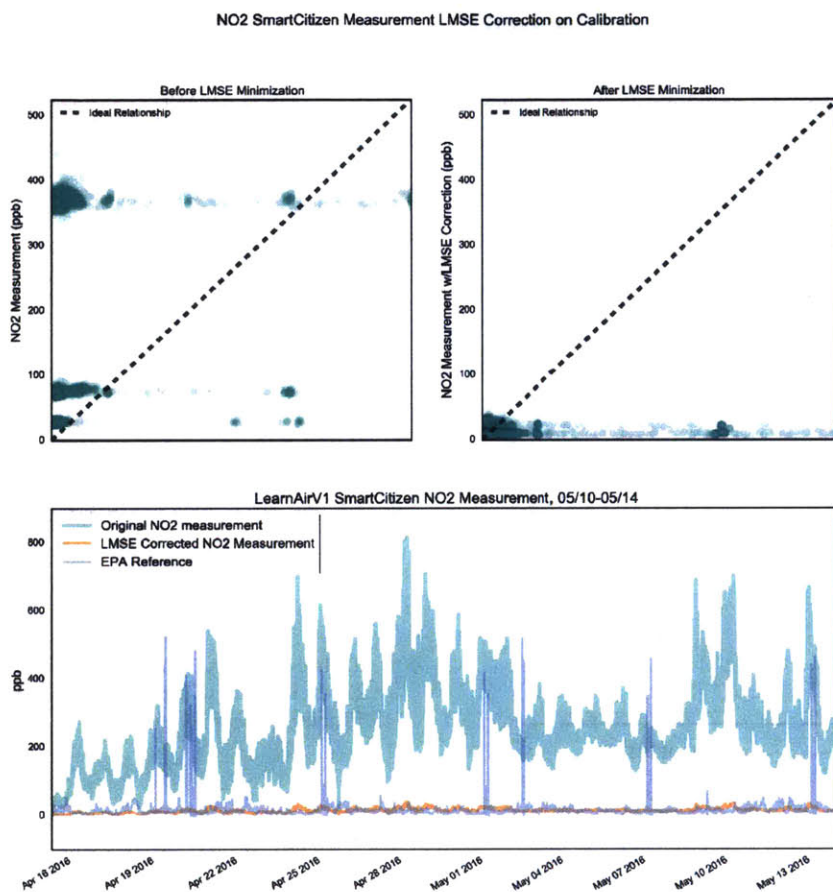 NO2 SmartCitizen Measurement LMSE Correction on Calibration
Before LMSE Minimization
After LMSE Minimization
Ideal Relationship
Ideal Relationship
NO2 Measurement (ppb)
500
400
300
200
100
0
NO2 Measurement w/LMSE Correction (ppb)
500
400
300
200
100
0
LearnAirV1 SmartCitizen NO2 Measurement, 05/10-05/14
Original NO2 measurement
LMSE Corrected NO2 Measurement
EPA Reference
ppb
800
600
400
200
0
Apr 16 2016
Apr 19 2016
Apr 22 2016
Apr 25 2016
Apr 28 2016
May 01 2016
May 04 2016
May 07 2016
May 10 2016
May 13 2016